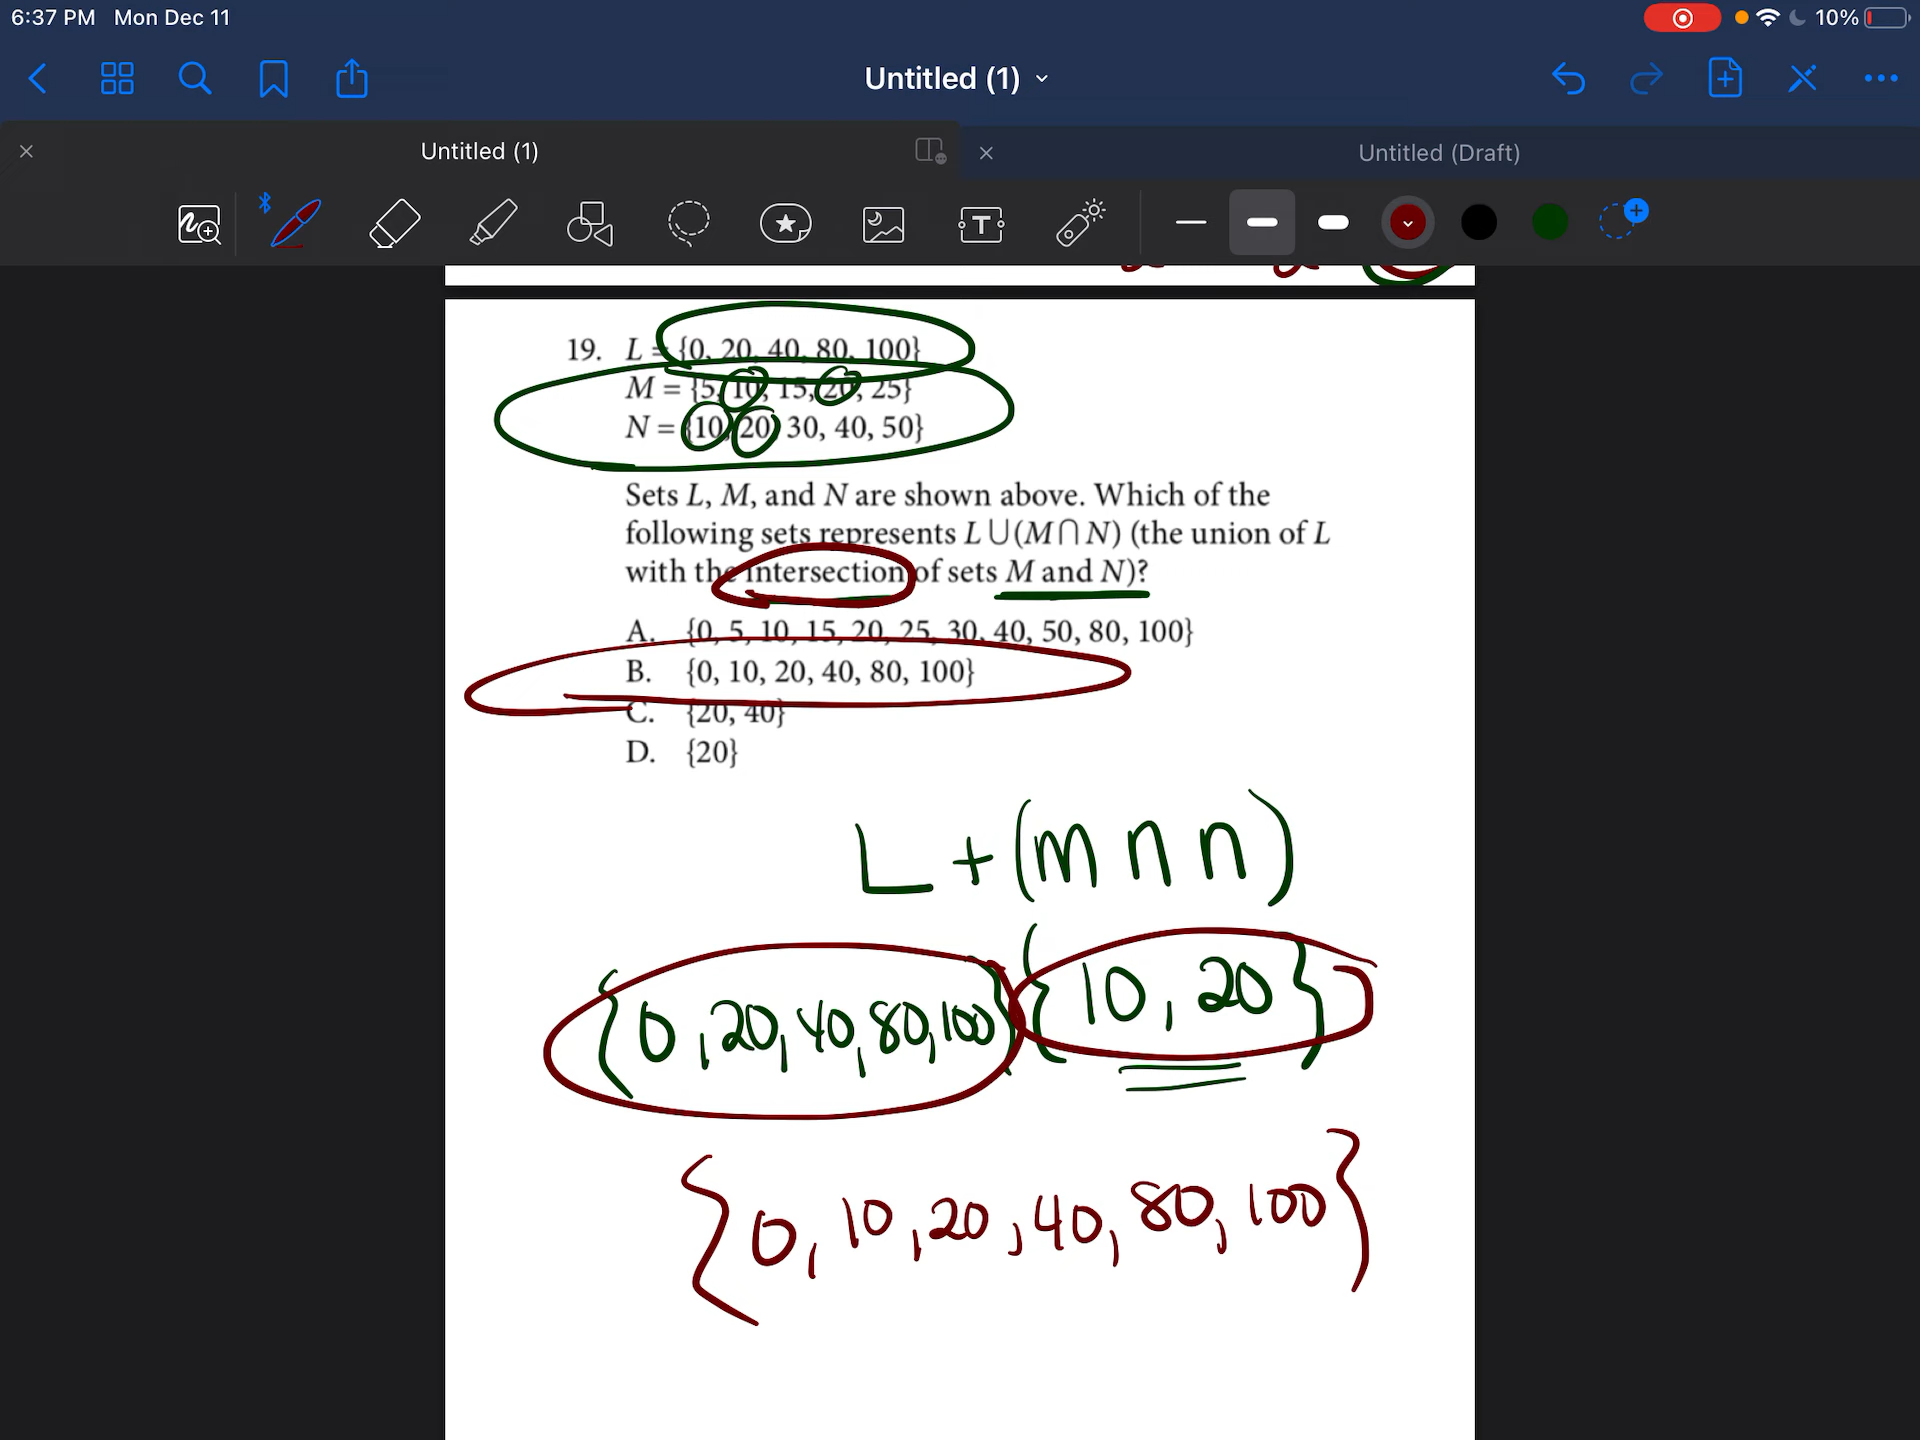 6:37 PM Mon Dec 11
10%
Untitled (1)
Untitled (1)
Untitled (Draft)
19. L = {0, 20, 40, 80, 100}
M = {5, 10, 15, 20, 25}
N = {10, 20, 30, 40, 50}
Sets L, M, and N are shown above. Which of the
following sets represents L ∪ (M ∩ N) (the union of L
with the intersection of sets M and N)?
A. {0, 5, 10, 15, 20, 25, 30, 40, 50, 80, 100}
B. {0, 10, 20, 40, 80, 100}
C. {20, 40}
D. {20}
L + (m n n)
{0, 20, 40, 80, 100} {10, 20}
{0, 10, 20, 40, 80, 100}